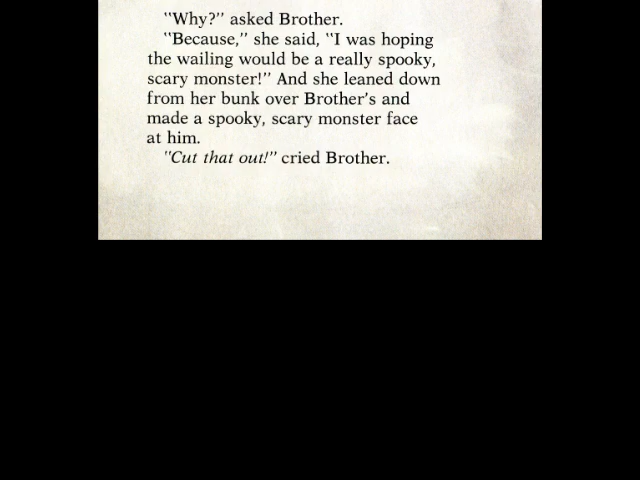 "Why?" asked Brother.
"Because," she said, "I was hoping
the wailing would be a really spooky,
scary monster!" And she leaned down
from her bunk over Brother's and
made a spooky, scary monster face
at him.
"Cut that out!" cried Brother.